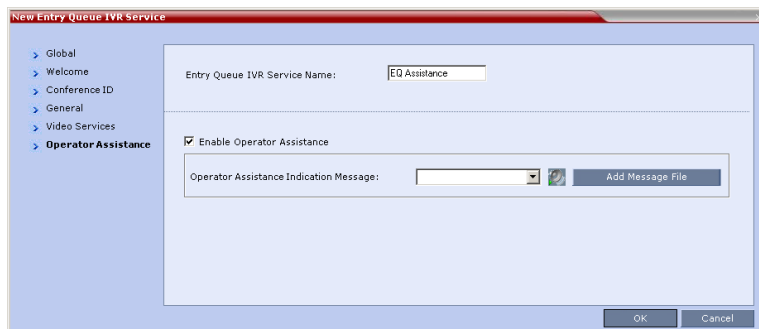 New Entry Queue IVR Service
Global
Welcome
Conference ID
General
Video Services
Operator Assistance
Entry Queue IVR Service Name:
EQ Assistance
Enable Operator Assistance
Operator Assistance Indication Message:
Add Message File
OK
Cancel